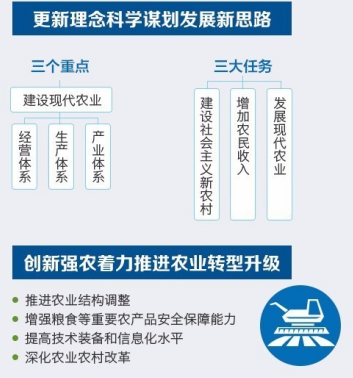 更新理念科学谋划发展新思路
三个重点
三大任务
建设现代农业
经营体系
生产体系
产业体系
建设社会主义新农村
增加农民收入
发展现代农业
创新强农着力推进农业转型升级
推进农业结构调整
增强粮食等重要农产品安全保障能力
提高技术装备和信息化水平
深化农业农村改革